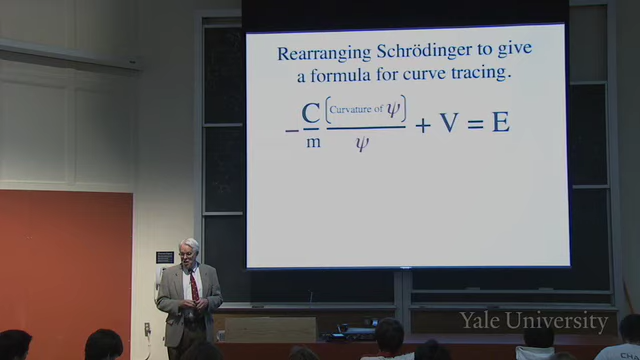 Rearranging Schrödinger to give
a formula for curve tracing.
− C/m [Curvature of ψ]/ψ + V = E
Yale University